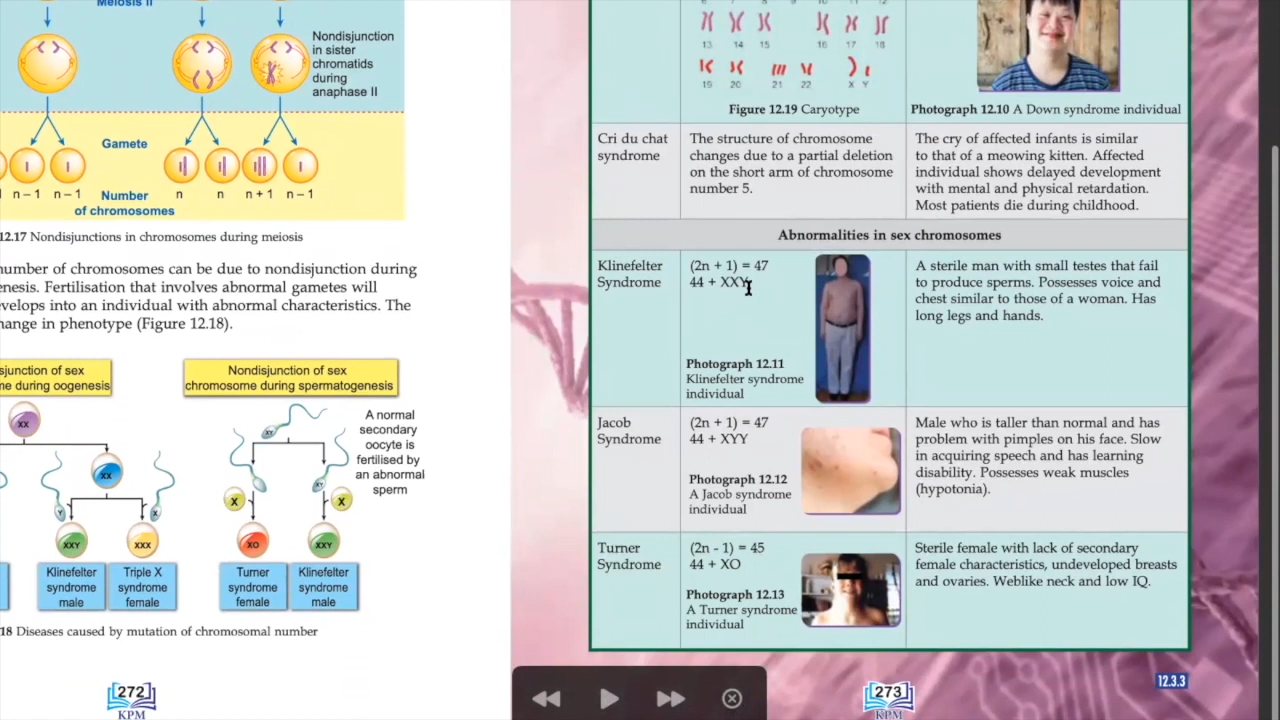 Meiosis II
Nondisjunction
in sister
chromatids
during
anaphase II
Gamete
n - 1 n - 1 n n n + 1 n - 1
Number
of chromosomes
12.17 Nondisjunctions in chromosomes during meiosis
number of chromosomes can be due to nondisjunction during
enesis. Fertilisation that involves abnormal gametes will
evelops into an individual with abnormal characteristics. The
hange in phenotype (Figure 12.18).
sjunction of sex
me during oogenesis
XX
XX
Y X
XXY XXX
Klinefelter
syndrome
male
Triple X
syndrome
female
Nondisjunction of sex
chromosome during spermatogenesis
XY
XY
X X
XO XXY
Turner
syndrome
female
Klinefelter
syndrome
male
A normal
secondary
oocyte is
fertilised by
an abnormal
sperm
18 Diseases caused by mutation of chromosomal number
272
KPM
13 14 15 16 17 18
19 20 21 22 X Y
Figure 12.19 Caryotype
Photograph 12.10 A Down syndrome individual
Cri du chat
syndrome
The structure of chromosome
changes due to a partial deletion
on the short arm of chromosome
number 5.
The cry of affected infants is similar
to that of a meowing kitten. Affected
individual shows delayed development
with mental and physical retardation.
Most patients die during childhood.
Abnormalities in sex chromosomes
Klinefelter
Syndrome
(2n + 1) = 47
44 + XXY
Photograph 12.11
Klinefelter syndrome
individual
A sterile man with small testes that fail
to produce sperms. Possesses voice and
chest similar to those of a woman. Has
long legs and hands.
Jacob
Syndrome
(2n + 1) = 47
44 + XYY
Photograph 12.12
A Jacob syndrome
individual
Male who is taller than normal and has
problem with pimples on his face. Slow
in acquiring speech and has learning
disability. Possesses weak muscles
(hypotonia).
Turner
Syndrome
(2n - 1) = 45
44 + XO
Photograph 12.13
A Turner syndrome
individual
Sterile female with lack of secondary
female characteristics, undeveloped breasts
and ovaries. Weblike neck and low IQ.
12.3.3
273
KPM